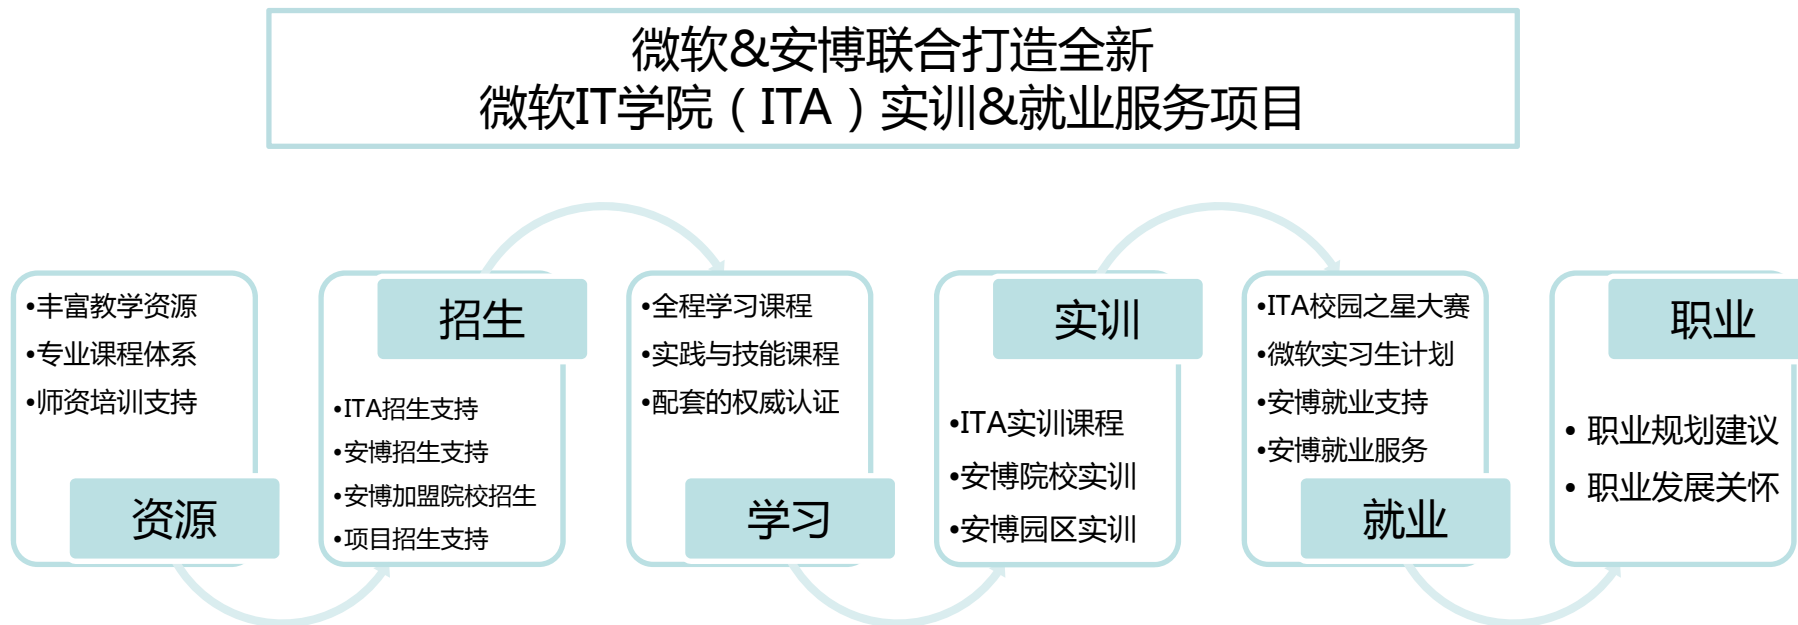 微软&安博联合打造全新
微软IT学院（ITA）实训&就业服务项目
•丰富教学资源
•专业课程体系
•师资培训支持
资源
招生
•ITA招生支持
•安博招生支持
•安博加盟院校招生
•项目招生支持
•全程学习课程
•实践与技能课程
•配套的权威认证
学习
实训
•ITA实训课程
•安博院校实训
•安博园区实训
•ITA校园之星大赛
•微软实习生计划
•安博就业支持
•安博就业服务
就业
职业
• 职业规划建议
• 职业发展关怀